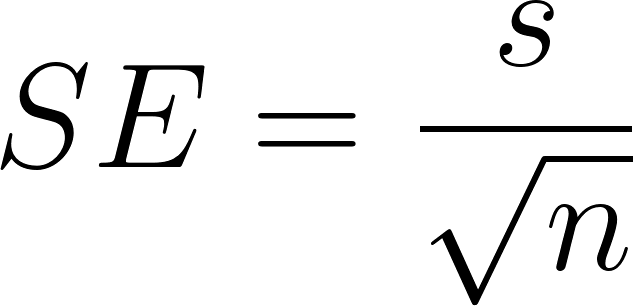 SE = s/√n